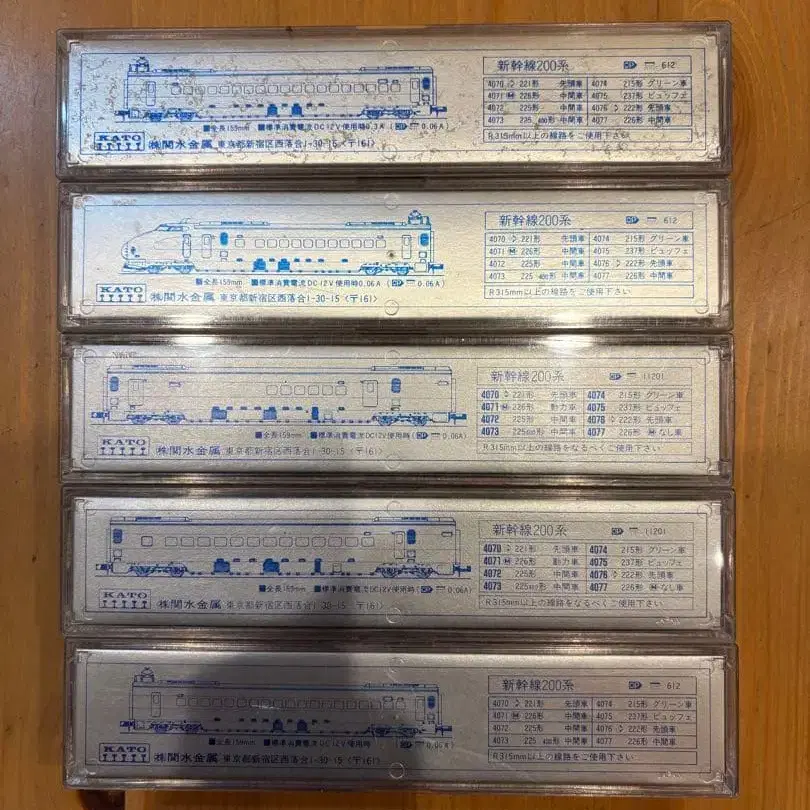 新幹線200系 612
4070 221形 先頭車 4074 215形 グリーン車
4071 M 226形 中間車 4075 237形 ビュッフェ
4072 225形 中間車 4076 222形 先頭車
4073 225 400形 中間車 4077 226形 中間車
R315mm以上の線路をご使用下さい
■全長159mm ■標準消費電流DC12V使用時0.3A ( 0.06A)
KATO ㈱関水金属 東京都新宿区西落合1-30-15〈〒161〉
新幹線200系 612
4070 221形 先頭車 4074 215形 グリーン車
4071 M 226形 中間車 4075 237形 ビュッフェ
4072 225形 中間車 4076 222形 先頭車
4073 225 400形 中間車 4077 226形 中間車
R315mm以上の線路をご使用下さい
■全長159mm ■標準消費電流DC12V使用時0.06A ( 0.06A)
KATO ㈱関水金属 東京都新宿区西落合1-30-15〈〒161〉
新幹線200系 11201
4070 221形 先頭車 4074 215形 グリーン車
4071 M 226形 動力車 4075 237形 ビュッフェ
4072 225形 中間車 4076 222形 先頭車
4073 225400形 中間車 4077 226形 Mなし車
R315mm以上の線路をなるべくご使用下さい
■全長159mm ■標準消費電流DC12V使用時( 0.06A)
KATO ㈱関水金属 東京都新宿区西落合1-30-15〈〒161〉
新幹線200系 11201
4070 221形 先頭車 4074 215形 グリーン車
4071 M 226形 動力車 4075 237形 ビュッフェ
4072 225形 中間車 4076 222形 先頭車
4073 225400形 中間車 4077 226形 Mなし車
R315mm以上の線路をなるべくご使用下さい
■全長159mm ■標準消費電流DC12V使用時( 0.06A)
KATO ㈱関水金属 東京都新宿区西落合1-30-15〈〒161〉
新幹線200系 612
4070 221形 先頭車 4074 215形 グリーン車
4071 M 226形 中間車 4075 237形 ビュッフェ
4072 225形 中間車 4076 222形 先頭車
4073 225 400形 中間車 4077 226形 中間車
R315mm以上の線路をご使用下さい
■全長159mm ■標準消費電流DC12V使用時 ( 0.06A)
KATO ㈱関水金属 東京都新宿区西落合1-30-15〈〒161〉